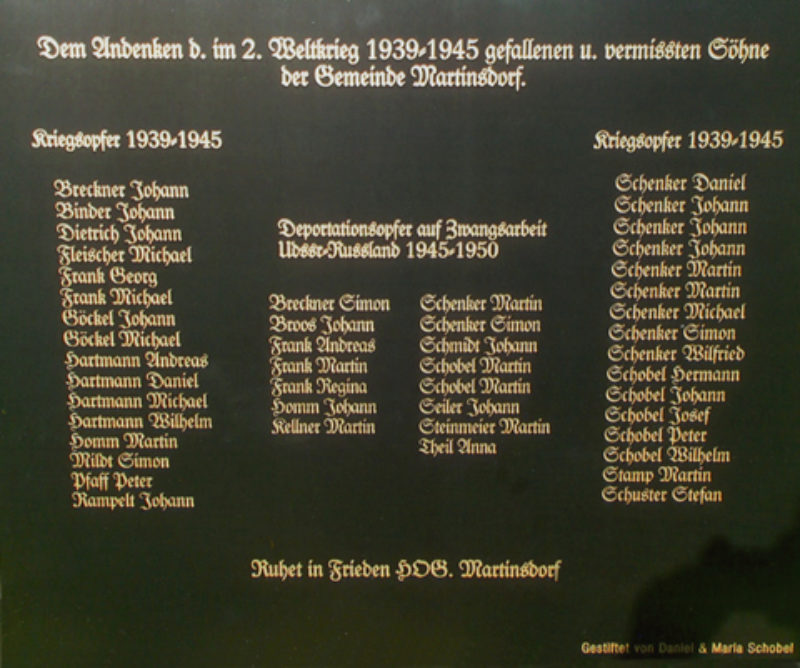 Dem Andenken d. im 2. Weltkrieg 1939-1945 gefallenen u. vermissten Söhne
der Gemeinde Martinsdorf.
Kriegsopfer 1939-1945
Breckner Johann
Binder Johann
Dietrich Johann
Fleischer Michael
Frank Georg
Frank Michael
Göckel Johann
Göckel Michael
Hartmann Andreas
Hartmann Daniel
Hartmann Michael
Hartmann Wilhelm
Homm Martin
Mildt Simon
Pfaff Peter
Rampelt Johann
Deportationsopfer auf Zwangsarbeit
Udssr-Russland 1945-1950
Breckner Simon
Broos Johann
Frank Andreas
Frank Martin
Frank Regina
Homm Johann
Kellner Martin
Schenker Martin
Schenker Simon
Schmidt Johann
Schobel Martin
Schobel Martin
Seiler Johann
Steinmeier Martin
Theil Anna
Kriegsopfer 1939-1945
Schenker Daniel
Schenker Johann
Schenker Johann
Schenker Johann
Schenker Martin
Schenker Martin
Schenker Michael
Schenker Simon
Schenker Wilfried
Schobel Hermann
Schobel Johann
Schobel Josef
Schobel Peter
Schobel Wilhelm
Stamp Martin
Schuster Stefan
Ruhet in Frieden HOG. Martinsdorf
Gestiftet von Daniel & Maria Schobel